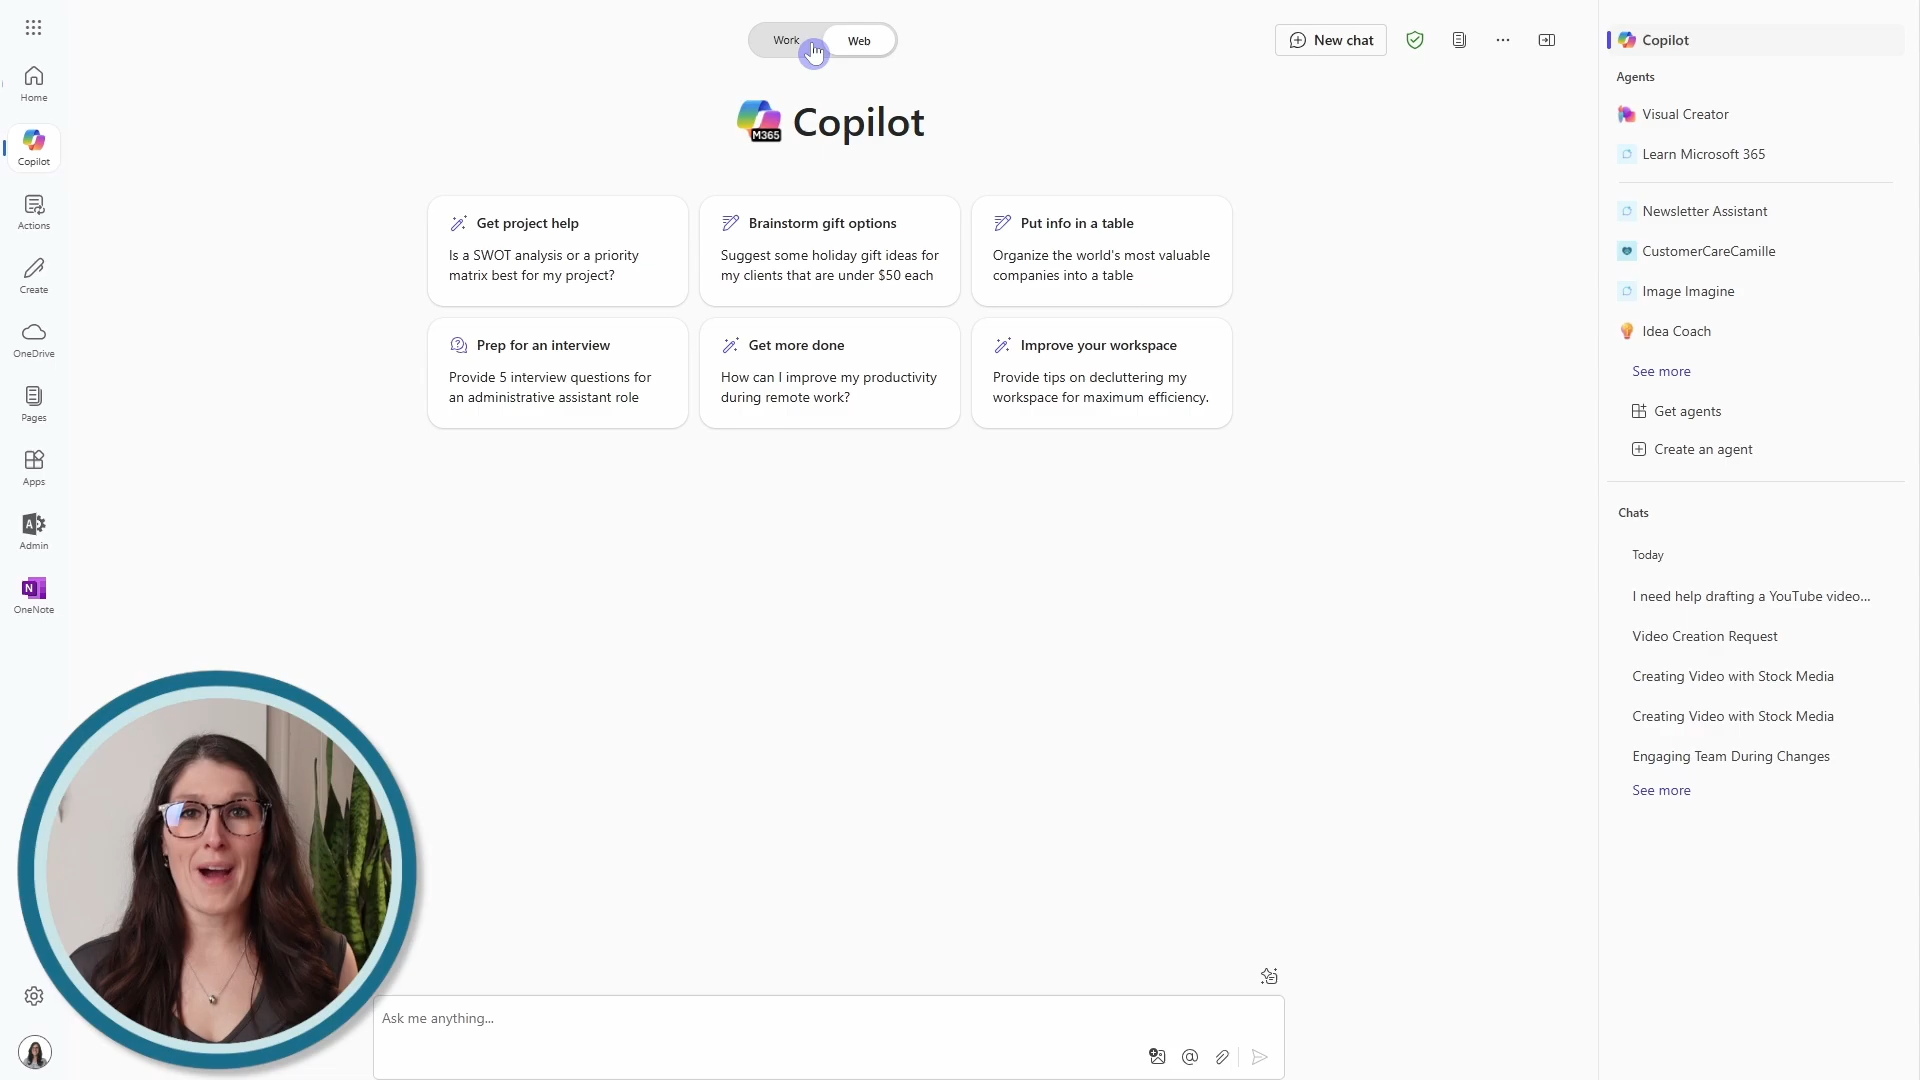 Work
Web
New chat
M365
Copilot
Home
Copilot
Actions
Create
OneDrive
Pages
Apps
A
Admin
N
OneNote
Get project help
Is a SWOT analysis or a priority
matrix best for my project?
Brainstorm gift options
Suggest some holiday gift ideas for
my clients that are under $50 each
Put info in a table
Organize the world's most valuable
companies into a table
Prep for an interview
Provide 5 interview questions for
an administrative assistant role
Get more done
How can I improve my productivity
during remote work?
Improve your workspace
Provide tips on decluttering my
workspace for maximum efficiency.
Ask me anything...
Copilot
Agents
Visual Creator
Learn Microsoft 365
Newsletter Assistant
CustomerCareCamille
Image Imagine
Idea Coach
See more
Get agents
Create an agent
Chats
Today
I need help drafting a YouTube video...
Video Creation Request
Creating Video with Stock Media
Creating Video with Stock Media
Engaging Team During Changes
See more